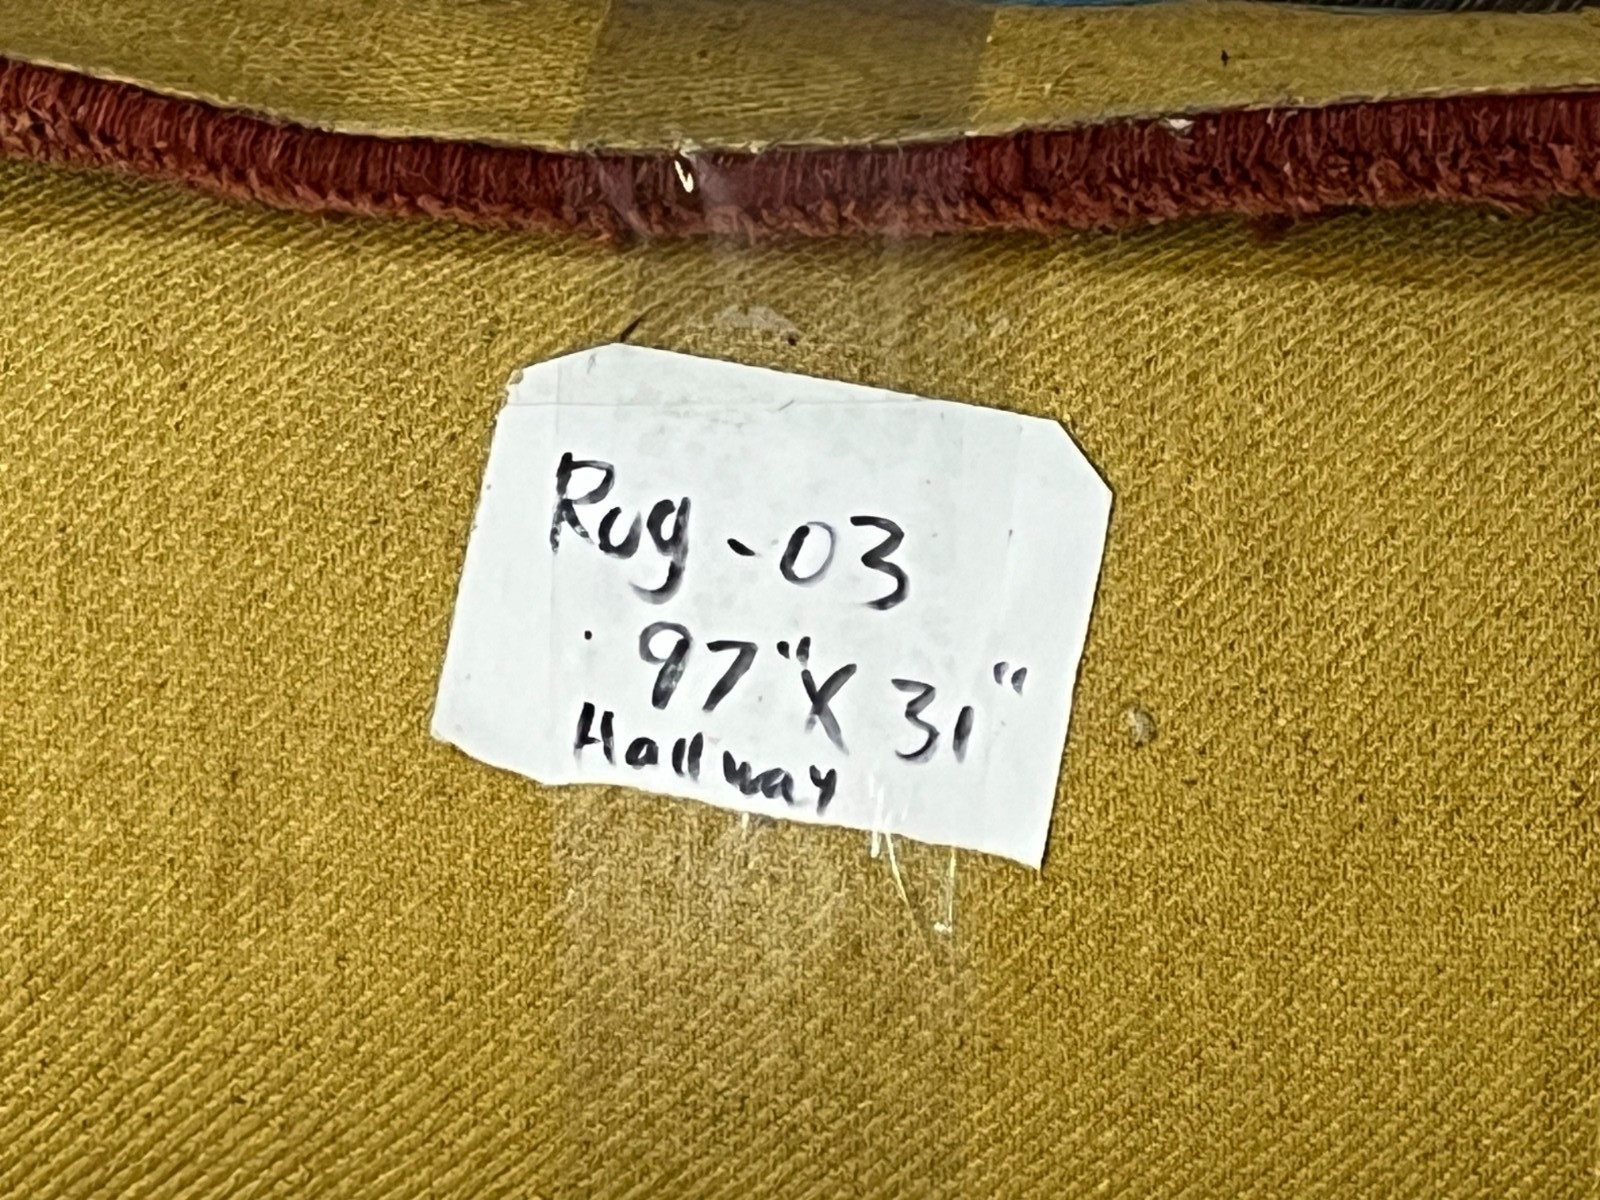 Rug - 03
97" X 31"
Hallway